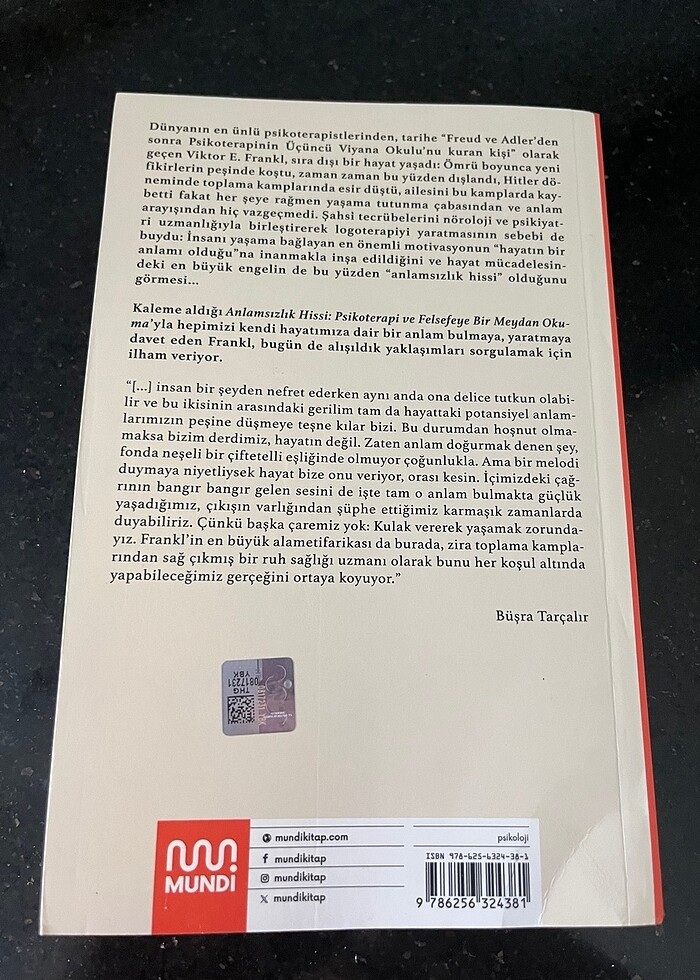 Dünyanın en ünlü psikoterapistlerinden, tarihe “Freud ve Adler’den
sonra Psikoterapinin Üçüncü Viyana Okulu’nu kuran kişi” olarak
geçen Viktor E. Frankl, sıra dışı bir hayat yaşadı: Ömrü boyunca yeni
fikirlerin peşinde koştu, zaman zaman bu yüzden dışlandı, Hitler dö-
neminde toplama kamplarında esir düştü, ailesini bu kamplarda kay-
betti fakat her şeye rağmen yaşama tutunma çabasından ve anlam
arayışından hiç vazgeçmedi. Şahsi tecrübelerini nöroloji ve psikiyat-
ri uzmanlığıyla birleştirerek logoterapiyi yaratmasının sebebi de
buydu: İnsanı yaşama bağlayan en önemli motivasyonun “hayatın bir
anlamı olduğu”na inanmakla inşa edildiğini ve hayat mücadelesin-
deki en büyük engelin de bu yüzden “anlamsızlık hissi” olduğunu
görmesi...
Kaleme aldığı Anlamsızlık Hissi: Psikoterapi ve Felsefeye Bir Meydan Oku-
ma’yla hepimizi kendi hayatımıza dair bir anlam bulmaya, yaratmaya
davet eden Frankl, bugün de alışıldık yaklaşımları sorgulamak için
ilham veriyor.
“[...] insan bir şeyden nefret ederken aynı anda ona delice tutkun olabi-
lir ve bu ikisinin arasındaki gerilim tam da hayattaki potansiyel anlam-
larımızın peşine düşmeye teşne kılar bizi. Bu durumdan hoşnut olma-
maksa bizim derdimiz, hayatın değil. Zaten anlam doğurmak denen şey,
fonda neşeli bir çiftetelli eşliğinde olmuyor çoğunlukla. Ama bir melodi
duymaya niyetliysek hayat bize onu veriyor, orası kesin. İçimizdeki çağ-
rının bangır bangır gelen sesini de işte tam o anlam bulmakta güçlük
yaşadığımız, çıkışın varlığından şüphe ettiğimiz karmaşık zamanlarda
duyabiliriz. Çünkü başka çaremiz yok: Kulak vererek yaşamak zorunda-
yız. Frankl’in en büyük alametifarikası da burada, zira toplama kampla-
rından sağ çıkmış bir ruh sağlığı uzmanı olarak bunu her koşul altında
yapabileceğimiz gerçeğini ortaya koyuyor.”
Büşra Tarçalır
THG
YBK
0817231
MUNDİ
mundikitap.com
mundikitap
mundikitap
mundikitap
psikoloji
ISBN 978-625-6324-38-1
9 786256 324381